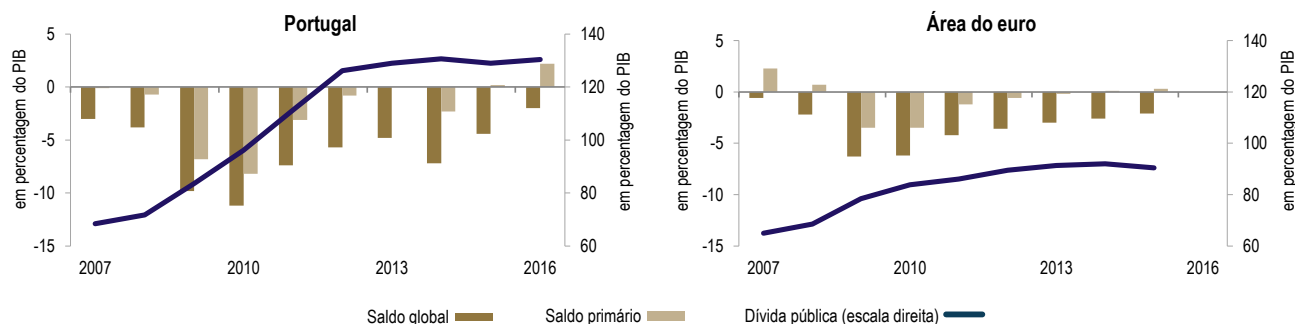 Portugal
em percentagem do PIB
5
0
-5
-10
-15
140
120
100
80
60
em percentagem do PIB
2007 2010 2013 2016
Área do euro
em percentagem do PIB
5
0
-5
-10
-15
140
120
100
80
60
em percentagem do PIB
2007 2010 2013 2016
Saldo global Saldo primário Dívida pública (escala direita)